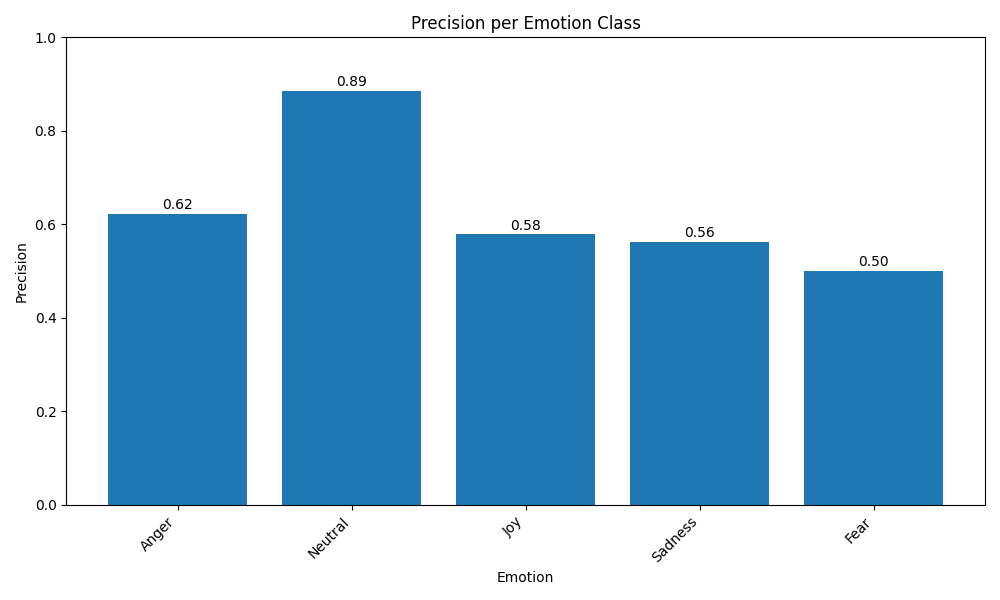 Precision per Emotion Class
1.0
0.8
0.6
0.4
0.2
0.0
Precision
0.62
0.89
0.58
0.56
0.50
Anger
Neutral
Joy
Sadness
Fear
Emotion